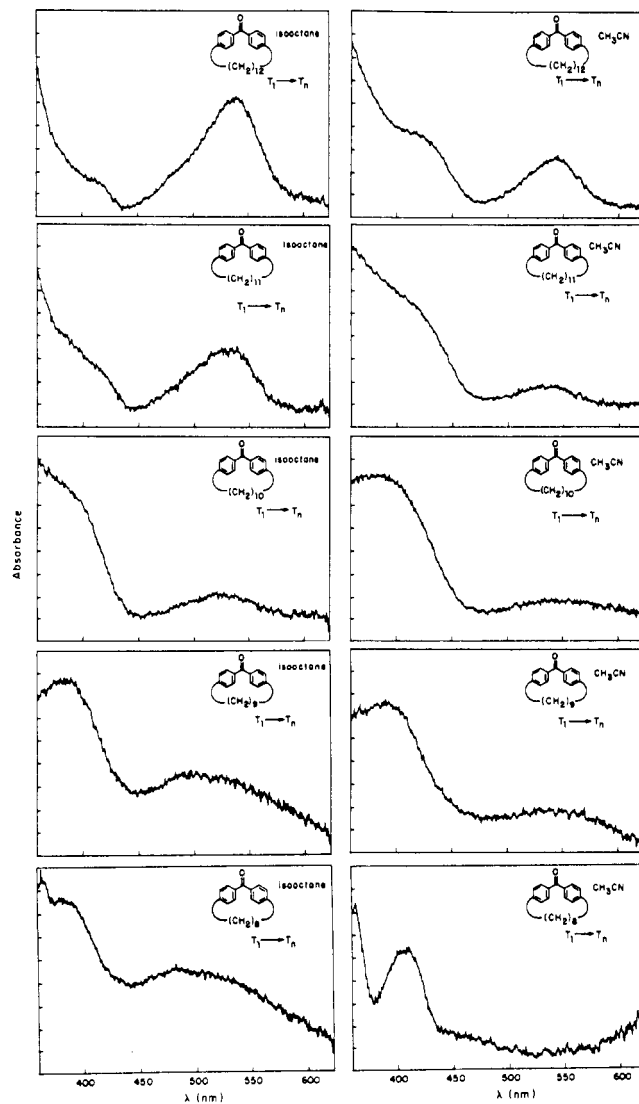 O
isooctane
(CH2)12
T1 → Tn
O
CH3CN
(CH2)12
T1 → Tn
O
isooctane
(CH2)11
T1 → Tn
O
CH3CN
(CH2)11
T1 → Tn
O
isooctane
(CH2)10
T1 → Tn
O
CH3CN
(CH2)10
T1 → Tn
Absorbance
O
isooctane
(CH2)9
T1 → Tn
O
CH3CN
(CH2)9
T1 → Tn
O
isooctane
(CH2)8
T1 → Tn
O
CH3CN
(CH2)8
T1 → Tn
400 450 500 550 600
λ (nm)
400 450 500 550 600
λ (nm)